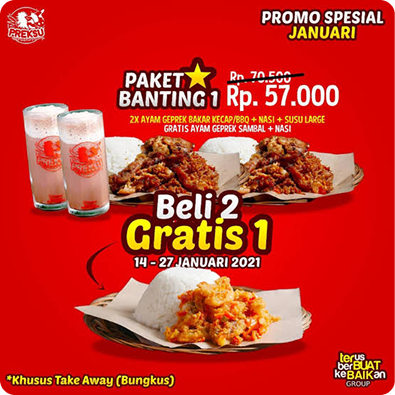 PREKSU
PROMO SPESIAL
JANUARI
PAKET
BANTING 1
Rp. 70.500
Rp. 57.000
2X AYAM GEPREK BAKAR KECAP/BBQ + NASI + SUSU LARGE
GRATIS AYAM GEPREK SAMBAL + NASI
Beli 2
Gratis 1
14 - 27 JANUARI 2021
terus
berBUAT
keBAIKan
GROUP
*Khusus Take Away (Bungkus)